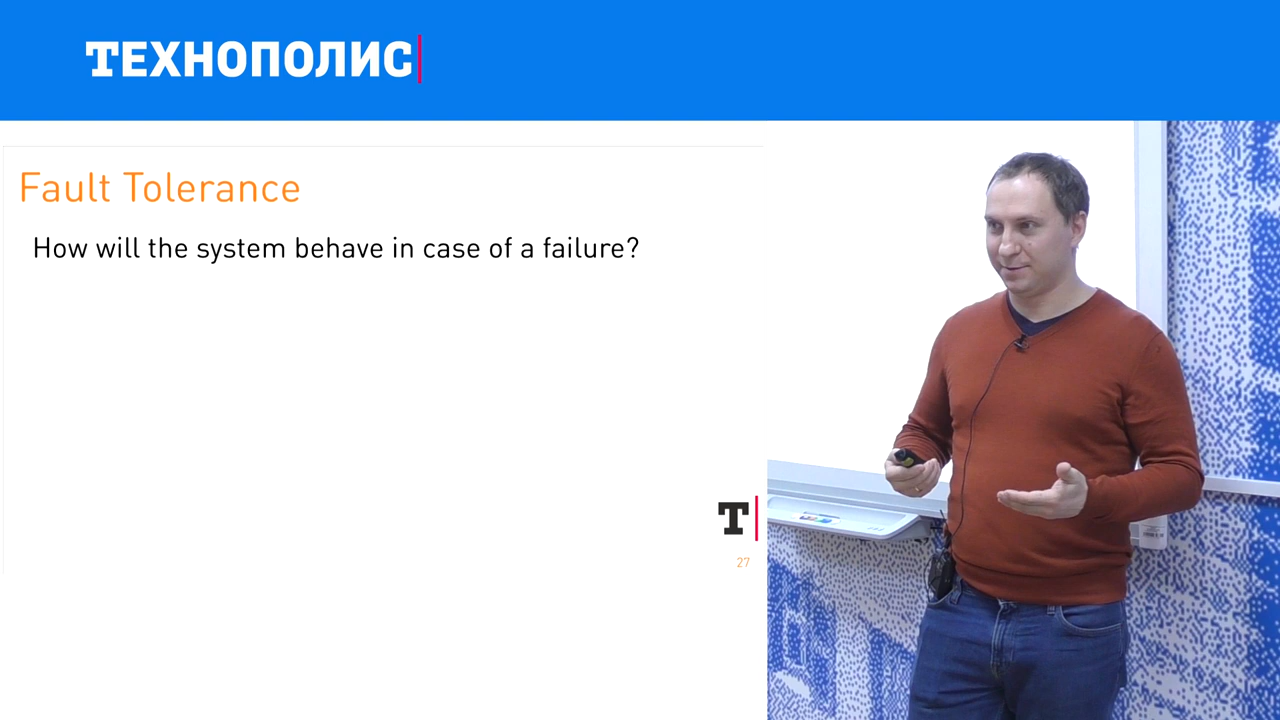 ТЕХНОПОЛИС
Fault Tolerance
How will the system behave in case of a failure?
Т
27